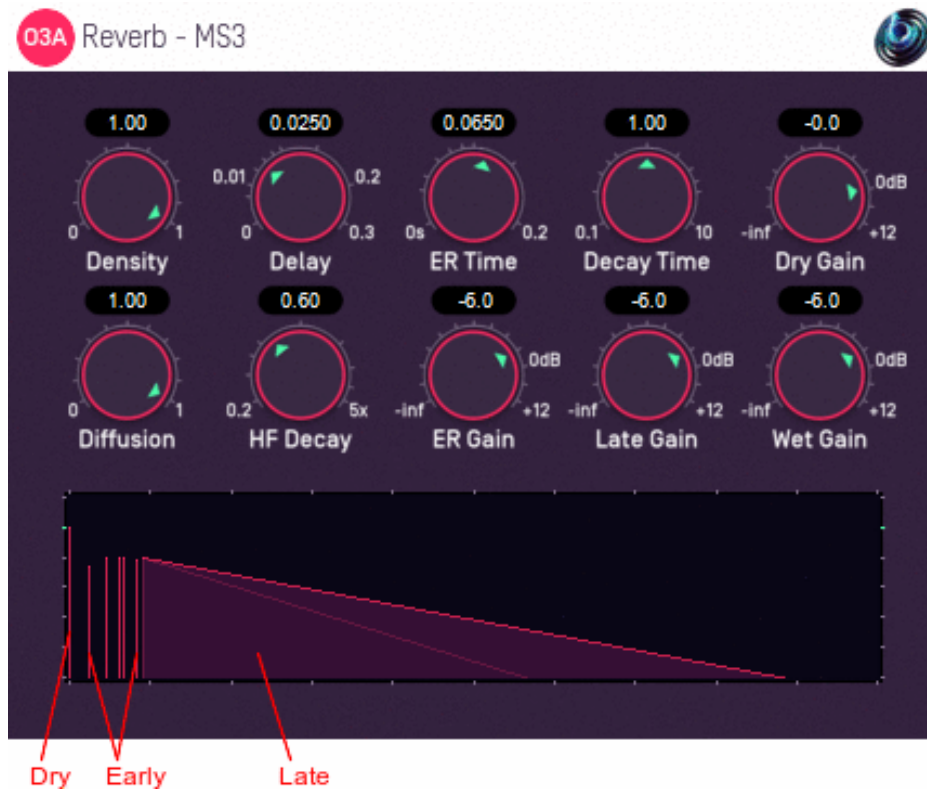 O3A Reverb - MS3
1.00 0.0250 0.0650 1.00 -0.0
0.01 0.2 0dB
0 1 0 0.3 0s 0.2 0.1 10 -inf +12
Density Delay ER Time Decay Time Dry Gain
1.00 0.60 -6.0 -6.0 -6.0
0dB 0dB 0dB
0 1 0.2 5x -inf +12 -inf +12 -inf +12
Diffusion HF Decay ER Gain Late Gain Wet Gain
Dry Early Late